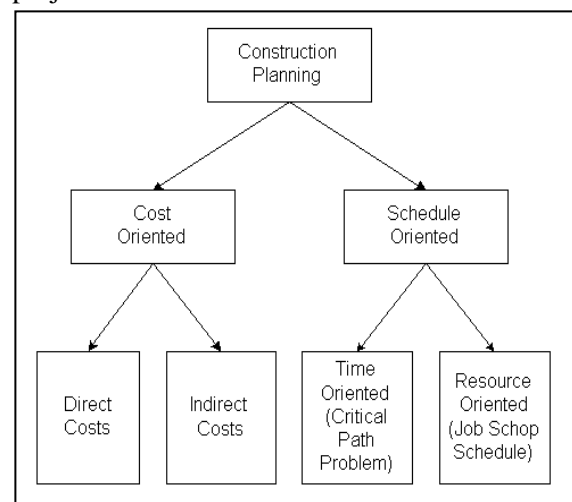 Construction
Planning
Cost
Oriented
Schedule
Oriented
Direct
Costs
Indirect
Costs
Time
Oriented
(Critical
Path
Problem)
Resource
Oriented
(Job Schop
Schedule)